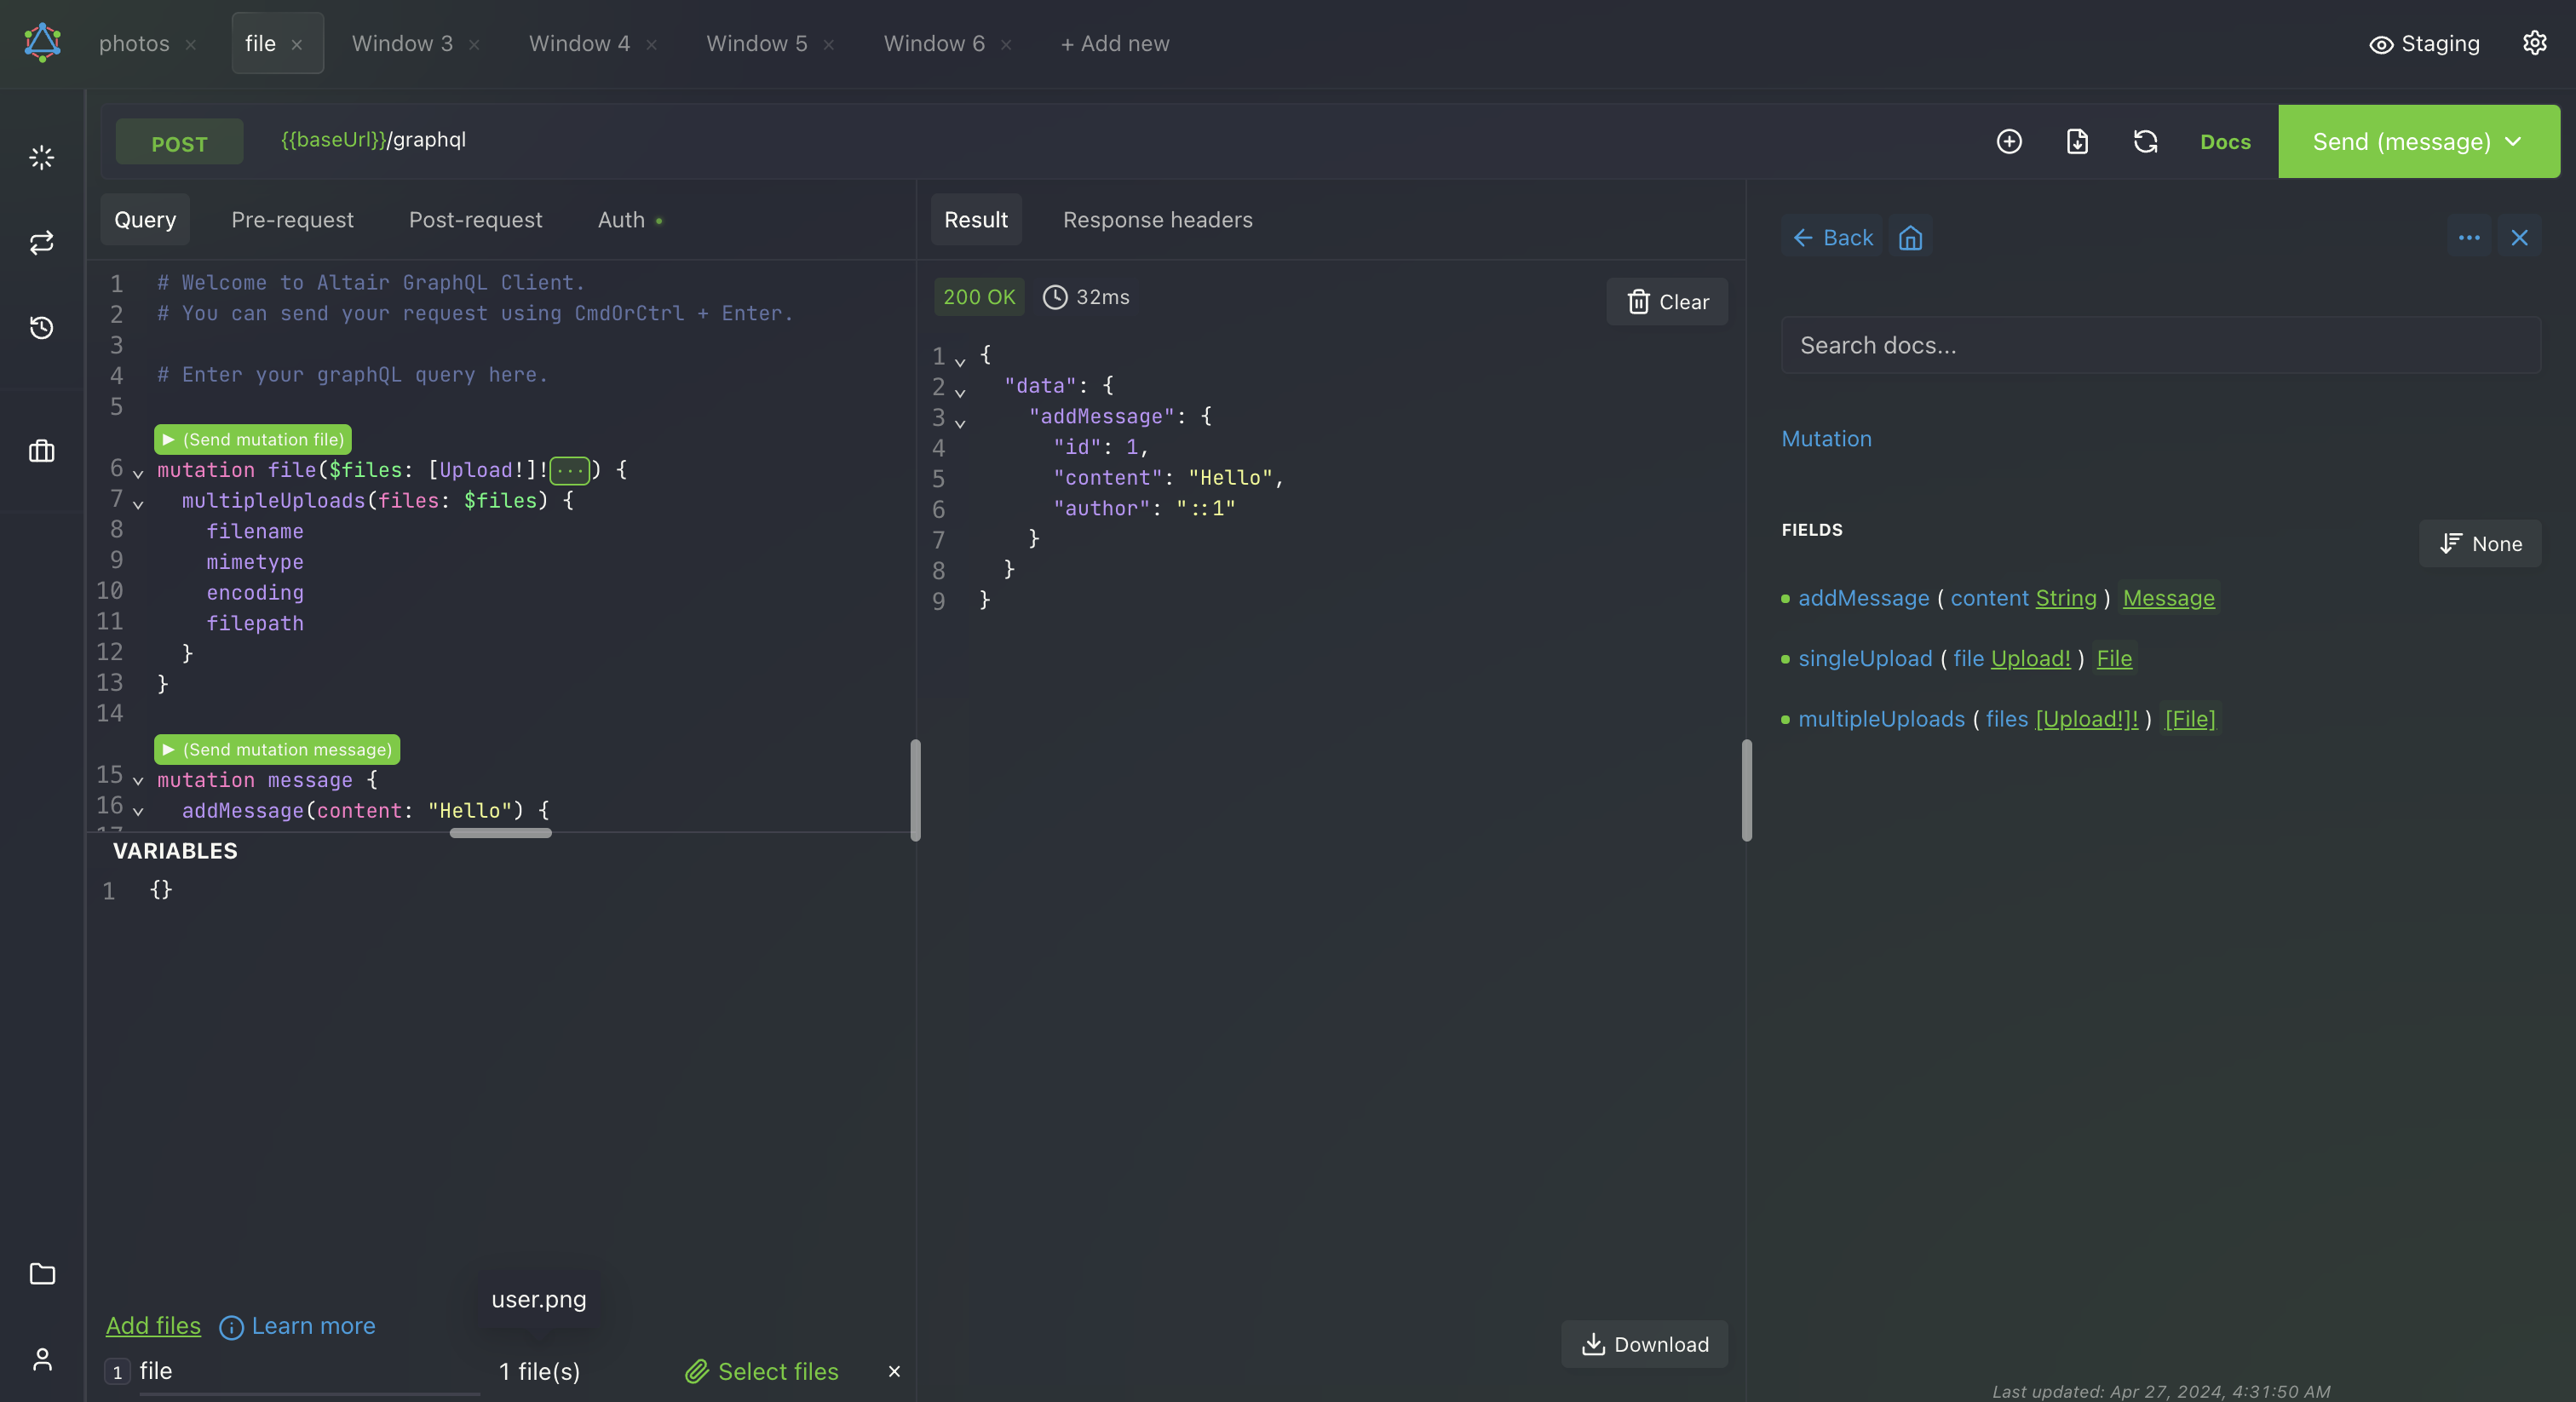 photos × file × Window 3 × Window 4 × Window 5 × Window 6 × + Add new Staging
POST {{baseUrl}}/graphql Docs Send (message)
Query Pre-request Post-request Auth
1 # Welcome to Altair GraphQL Client.
2 # You can send your request using CmdOrCtrl + Enter.
3
4 # Enter your graphQL query here.
5
▶ (Send mutation file)
6 mutation file($files: [Upload!]!...) {
7 multipleUploads(files: $files) {
8 filename
9 mimetype
10 encoding
11 filepath
12 }
13 }
14
▶ (Send mutation message)
15 mutation message {
16 addMessage(content: "Hello") {
17
VARIABLES
1 {}
user.png
Add files Learn more
1 file 1 file(s) Select files ×
Result Response headers
200 OK 32ms Clear
1 {
2 "data": {
3 "addMessage": {
4 "id": 1,
5 "content": "Hello",
6 "author": "::1"
7 }
8 }
9 }
Download
← Back ... ×
Search docs...
Mutation
FIELDS None
addMessage ( content String ) Message
singleUpload ( file Upload! ) File
multipleUploads ( files [Upload!]! ) [File]
Last updated: Apr 27, 2024, 4:31:50 AM